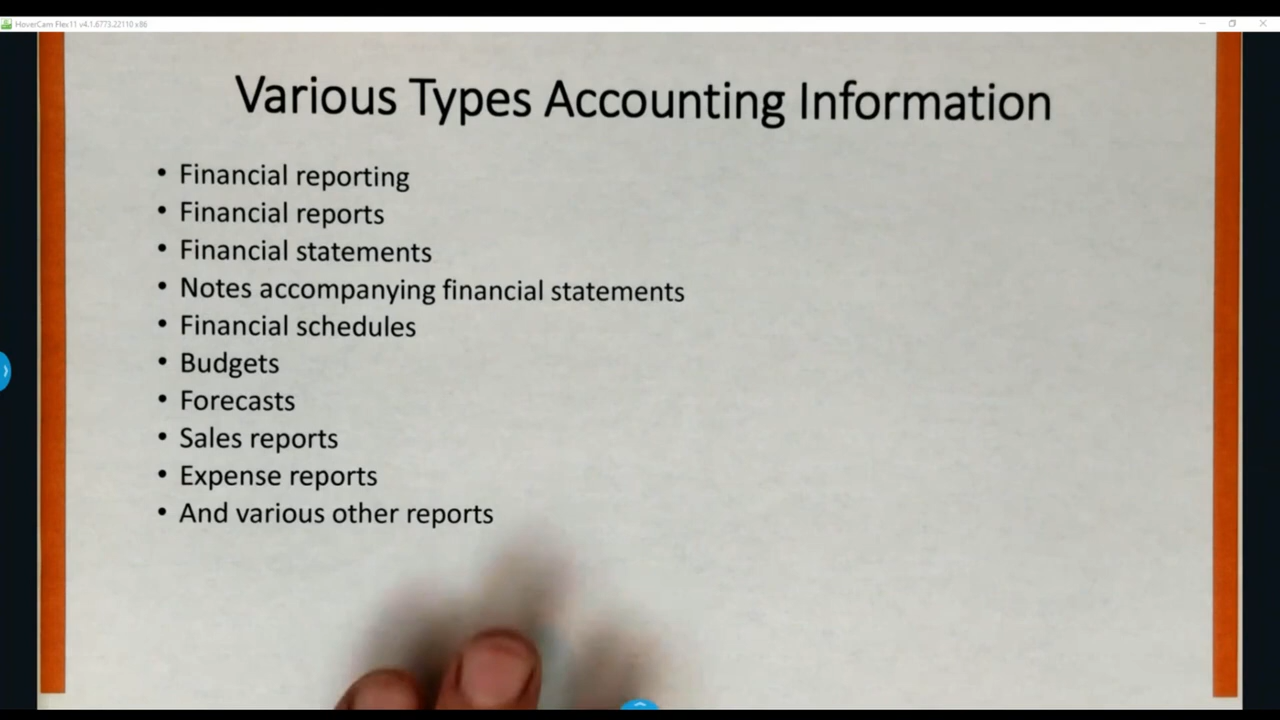 HoverCam Flex11 v4.1.6773.22110 x86
Various Types Accounting Information
• Financial reporting
• Financial reports
• Financial statements
• Notes accompanying financial statements
• Financial schedules
• Budgets
• Forecasts
• Sales reports
• Expense reports
• And various other reports